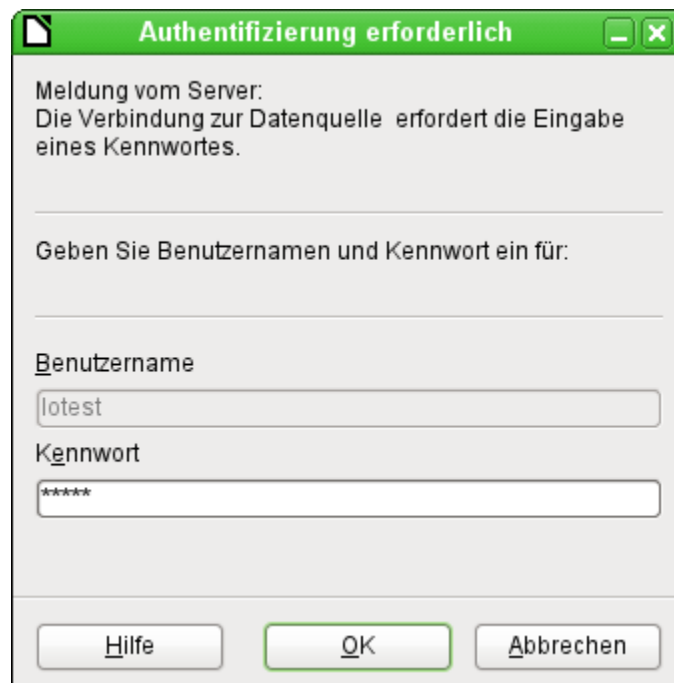 Authentifizierung erforderlich
Meldung vom Server:
Die Verbindung zur Datenquelle erfordert die Eingabe
eines Kennwortes.
Geben Sie Benutzernamen und Kennwort ein für:
Benutzername
lotest
Kennwort
*****
Hilfe OK Abbrechen